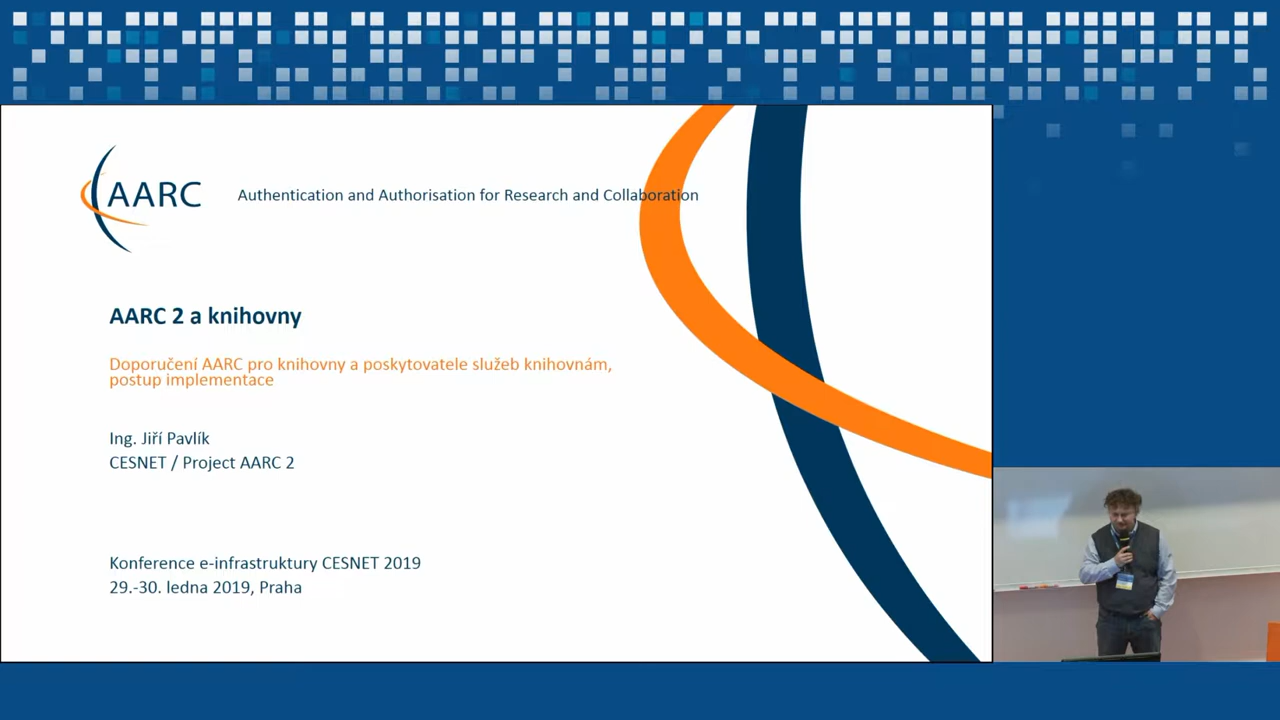 AARC
Authentication and Authorisation for Research and Collaboration
AARC 2 a knihovny
Doporučení AARC pro knihovny a poskytovatele služeb knihovnám,
postup implementace
Ing. Jiří Pavlík
CESNET / Project AARC 2
Konference e-infrastruktury CESNET 2019
29.-30. ledna 2019, Praha